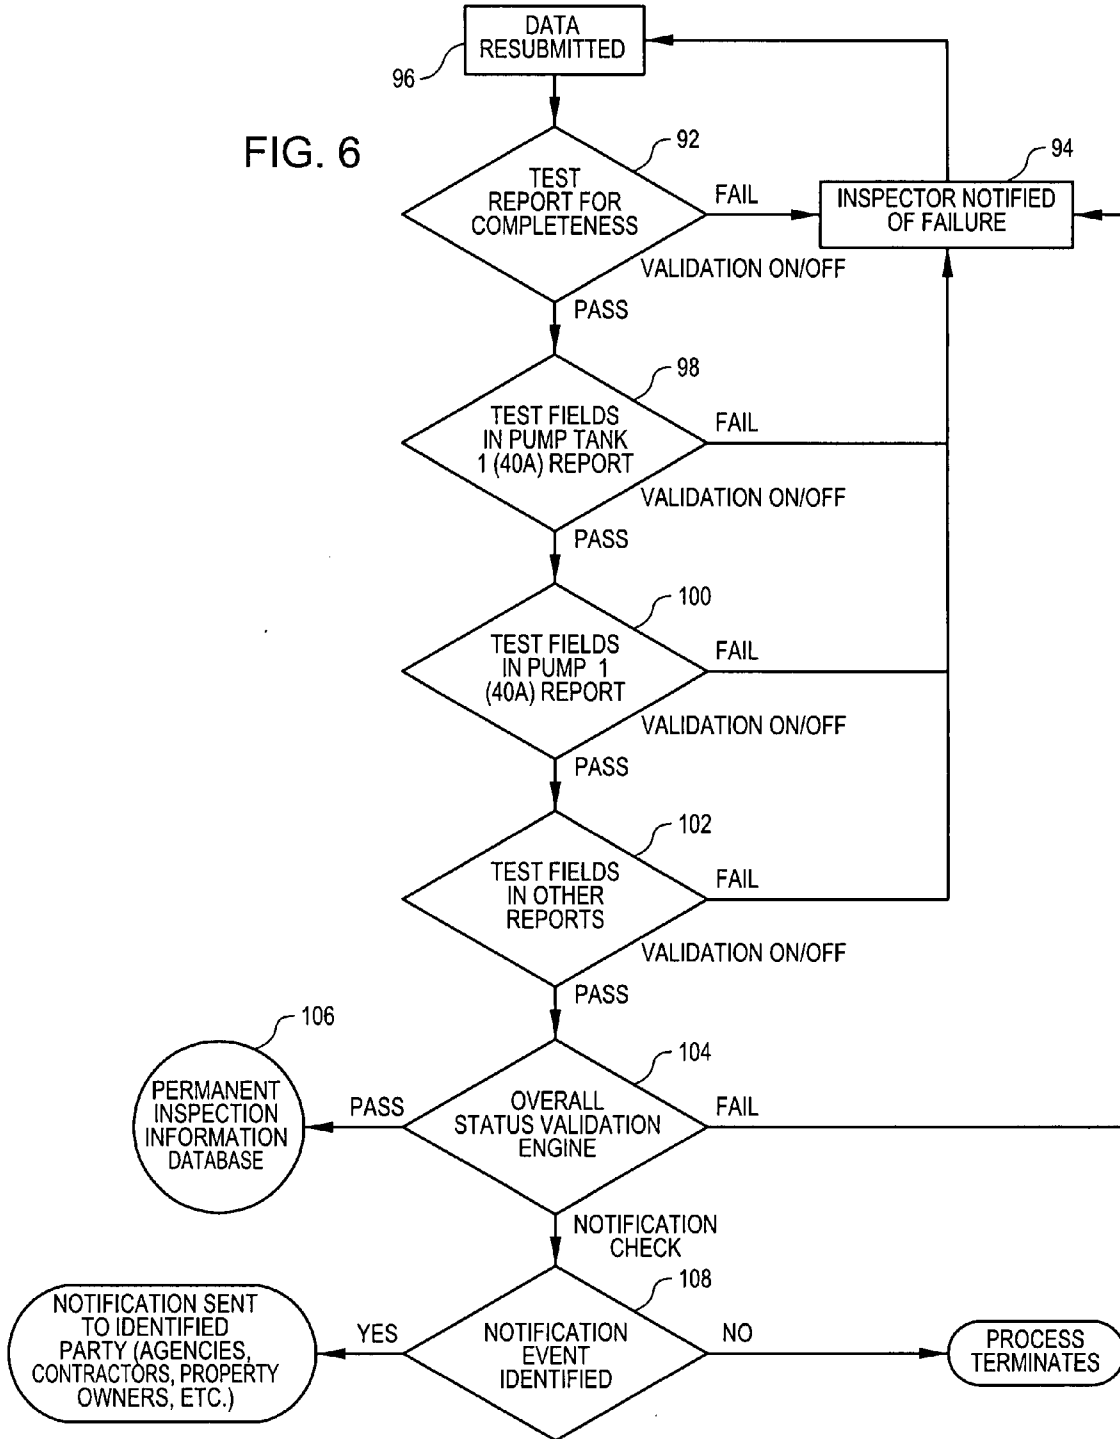 DATA
RESUBMITTED
96
FIG. 6
92
TEST
REPORT FOR
COMPLETENESS
FAIL
94
INSPECTOR NOTIFIED
OF FAILURE
VALIDATION ON/OFF
PASS
98
TEST FIELDS
IN PUMP TANK
1 (40A) REPORT
FAIL
VALIDATION ON/OFF
PASS
100
TEST FIELDS
IN PUMP 1
(40A) REPORT
FAIL
VALIDATION ON/OFF
PASS
102
TEST FIELDS
IN OTHER
REPORTS
FAIL
VALIDATION ON/OFF
PASS
106
PERMANENT
INSPECTION
INFORMATION
DATABASE
PASS
104
OVERALL
STATUS VALIDATION
ENGINE
FAIL
NOTIFICATION
CHECK
108
NOTIFICATION SENT
TO IDENTIFIED
PARTY (AGENCIES,
CONTRACTORS, PROPERTY
OWNERS, ETC.)
YES
NOTIFICATION
EVENT
IDENTIFIED
NO
PROCESS
TERMINATES